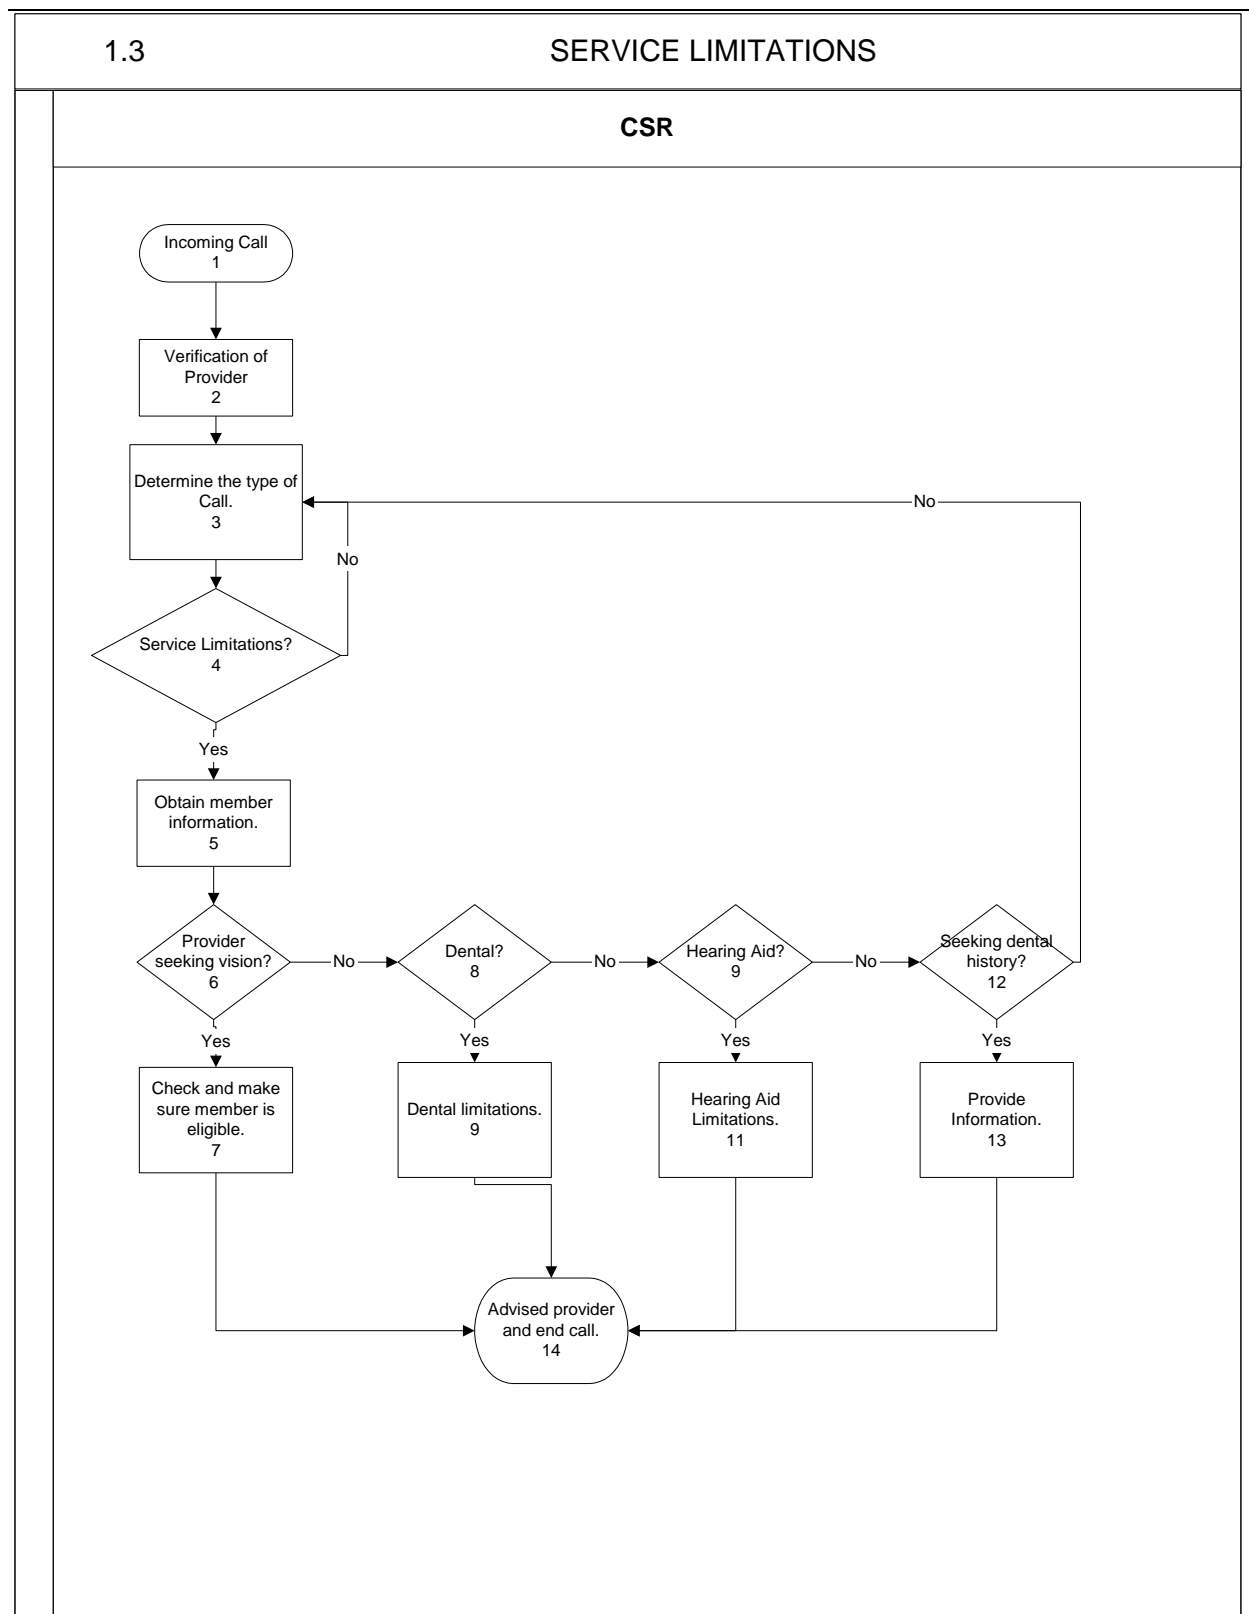 1.3 SERVICE LIMITATIONS
CSR
Incoming Call
1
Verification of
Provider
2
Determine the type of
Call.
3
No
No
Service Limitations?
4
Yes
Obtain member
information.
5
Provider
seeking vision?
6
No
Dental?
8
No
Hearing Aid?
9
No
Seeking dental
history?
12
Yes
Yes
Yes
Yes
Check and make
sure member is
eligible.
7
Dental limitations.
9
Hearing Aid
Limitations.
11
Provide
Information.
13
Advised provider
and end call.
14